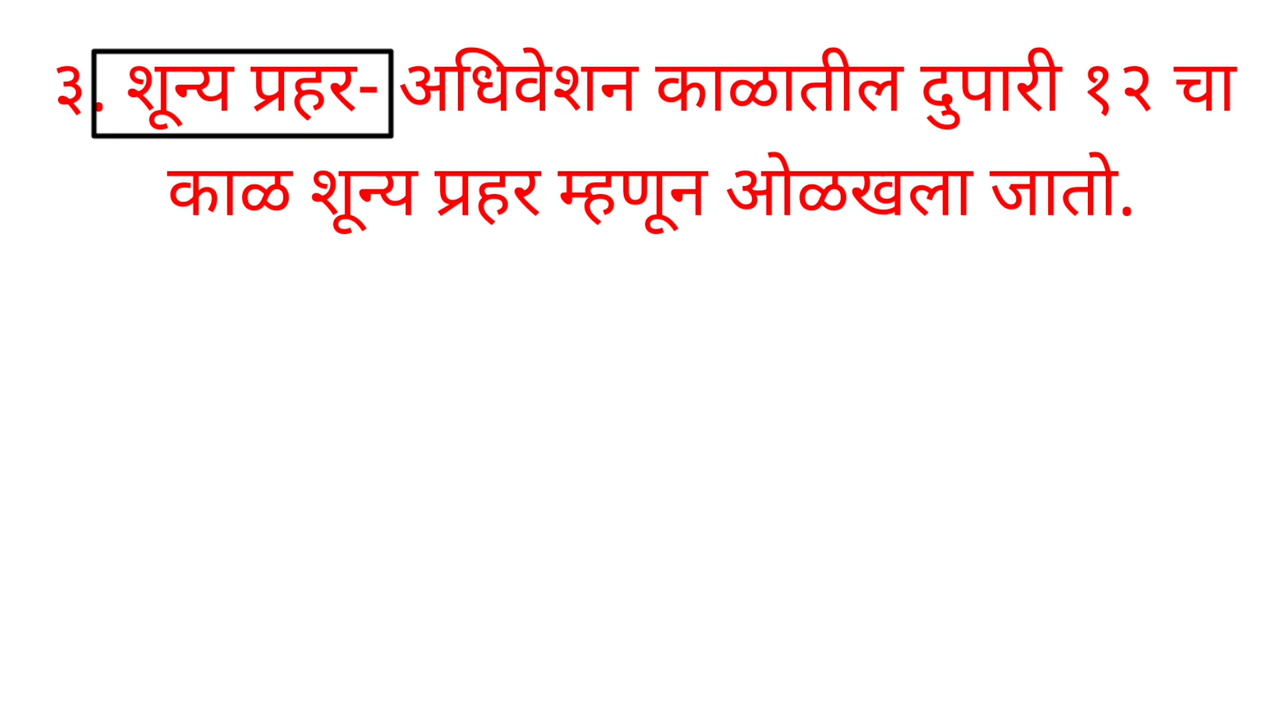 ३. शून्य प्रहर- अधिवेशन काळातील दुपारी १२ चा
काळ शून्य प्रहर म्हणून ओळखला जातो.